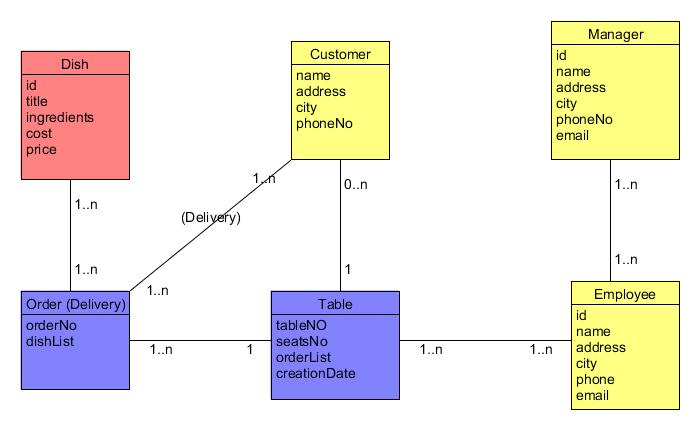 Dish
id
title
ingredients
cost
price
Customer
name
address
city
phoneNo
Manager
id
name
address
city
phoneNo
email
1..n
1..n
1..n
(Delivery)
1..n
0..n
1
1..n
1..n
Order (Delivery)
orderNo
dishList
1..n
1
Table
tableNO
seatsNo
orderList
creationDate
1..n
1..n
Employee
id
name
address
city
phone
email